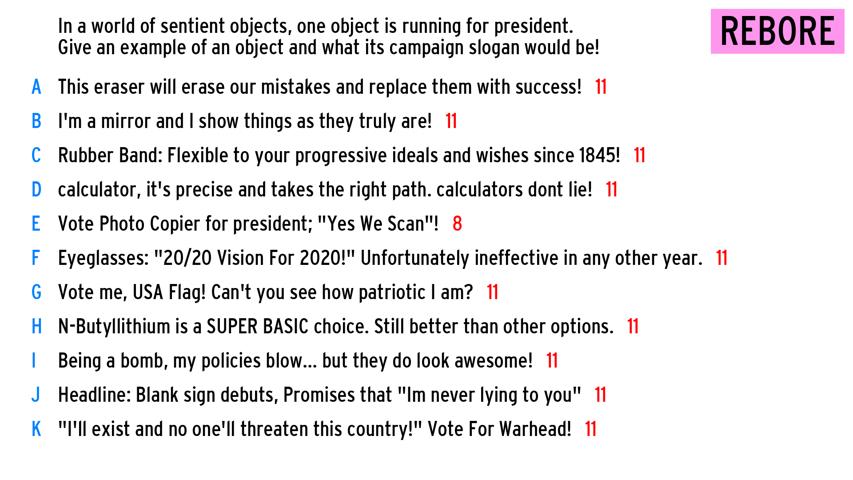 In a world of sentient objects, one object is running for president.
Give an example of an object and what its campaign slogan would be!
REBORE
A This eraser will erase our mistakes and replace them with success! 11
B I'm a mirror and I show things as they truly are! 11
C Rubber Band: Flexible to your progressive ideals and wishes since 1845! 11
D calculator, it's precise and takes the right path. calculators dont lie! 11
E Vote Photo Copier for president; "Yes We Scan"! 8
F Eyeglasses: "20/20 Vision For 2020!" Unfortunately ineffective in any other year. 11
G Vote me, USA Flag! Can't you see how patriotic I am? 11
H N-Butyllithium is a SUPER BASIC choice. Still better than other options. 11
I Being a bomb, my policies blow... but they do look awesome! 11
J Headline: Blank sign debuts, Promises that "Im never lying to you" 11
K "I'll exist and no one'll threaten this country!" Vote For Warhead! 11